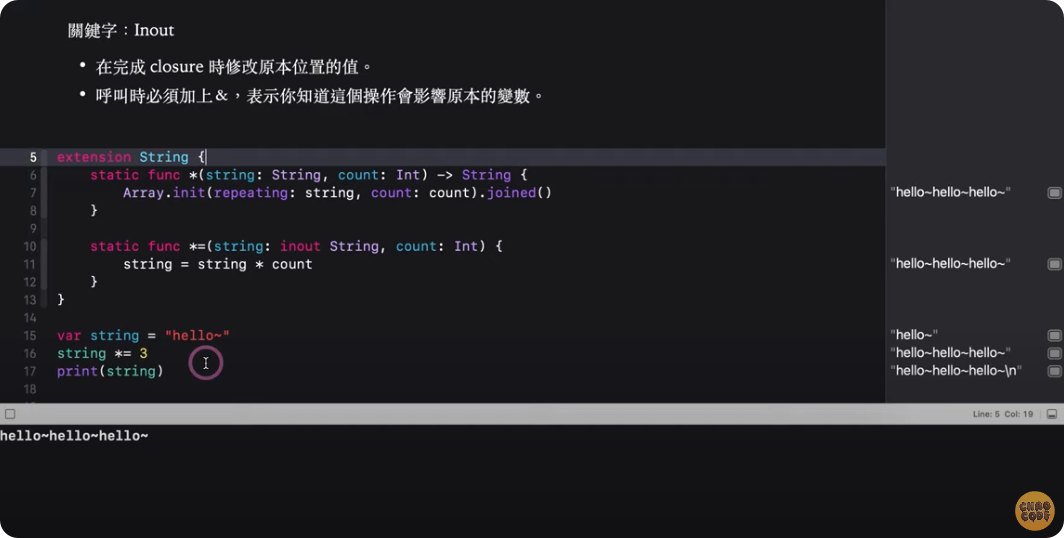 關鍵字：Inout
• 在完成 closure 時修改原本位置的值。
• 呼叫時必須加上 &，表示你知道這個操作會影響原本的變數。
5 extension String {
6 static func *(string: String, count: Int) -> String {
7 Array.init(repeating: string, count: count).joined() "hello~hello~hello~"
8 }
9
10 static func *=(string: inout String, count: Int) {
11 string = string * count "hello~hello~hello~"
12 }
13 }
14
15 var string = "hello~" "hello~"
16 string *= 3 "hello~hello~hello~"
17 print(string) "hello~hello~hello~\n"
18
Line: 5 Col: 19
hello~hello~hello~
CHAO
CODE